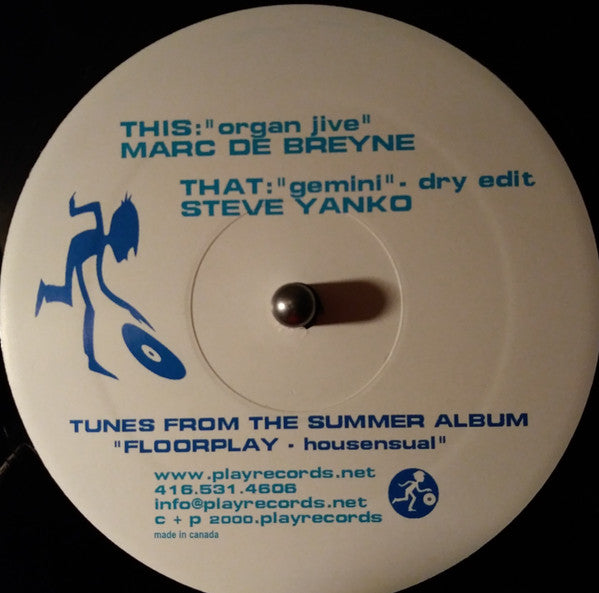 THIS:"organ jive"
MARC DE BREYNE
THAT:"gemini"- dry edit
STEVE YANKO
TUNES FROM THE SUMMER ALBUM
"FLOORPLAY - housensual"
www.playrecords.net
416.531.4606
info@playrecords.net
c + p 2000.playrecords
made in canada